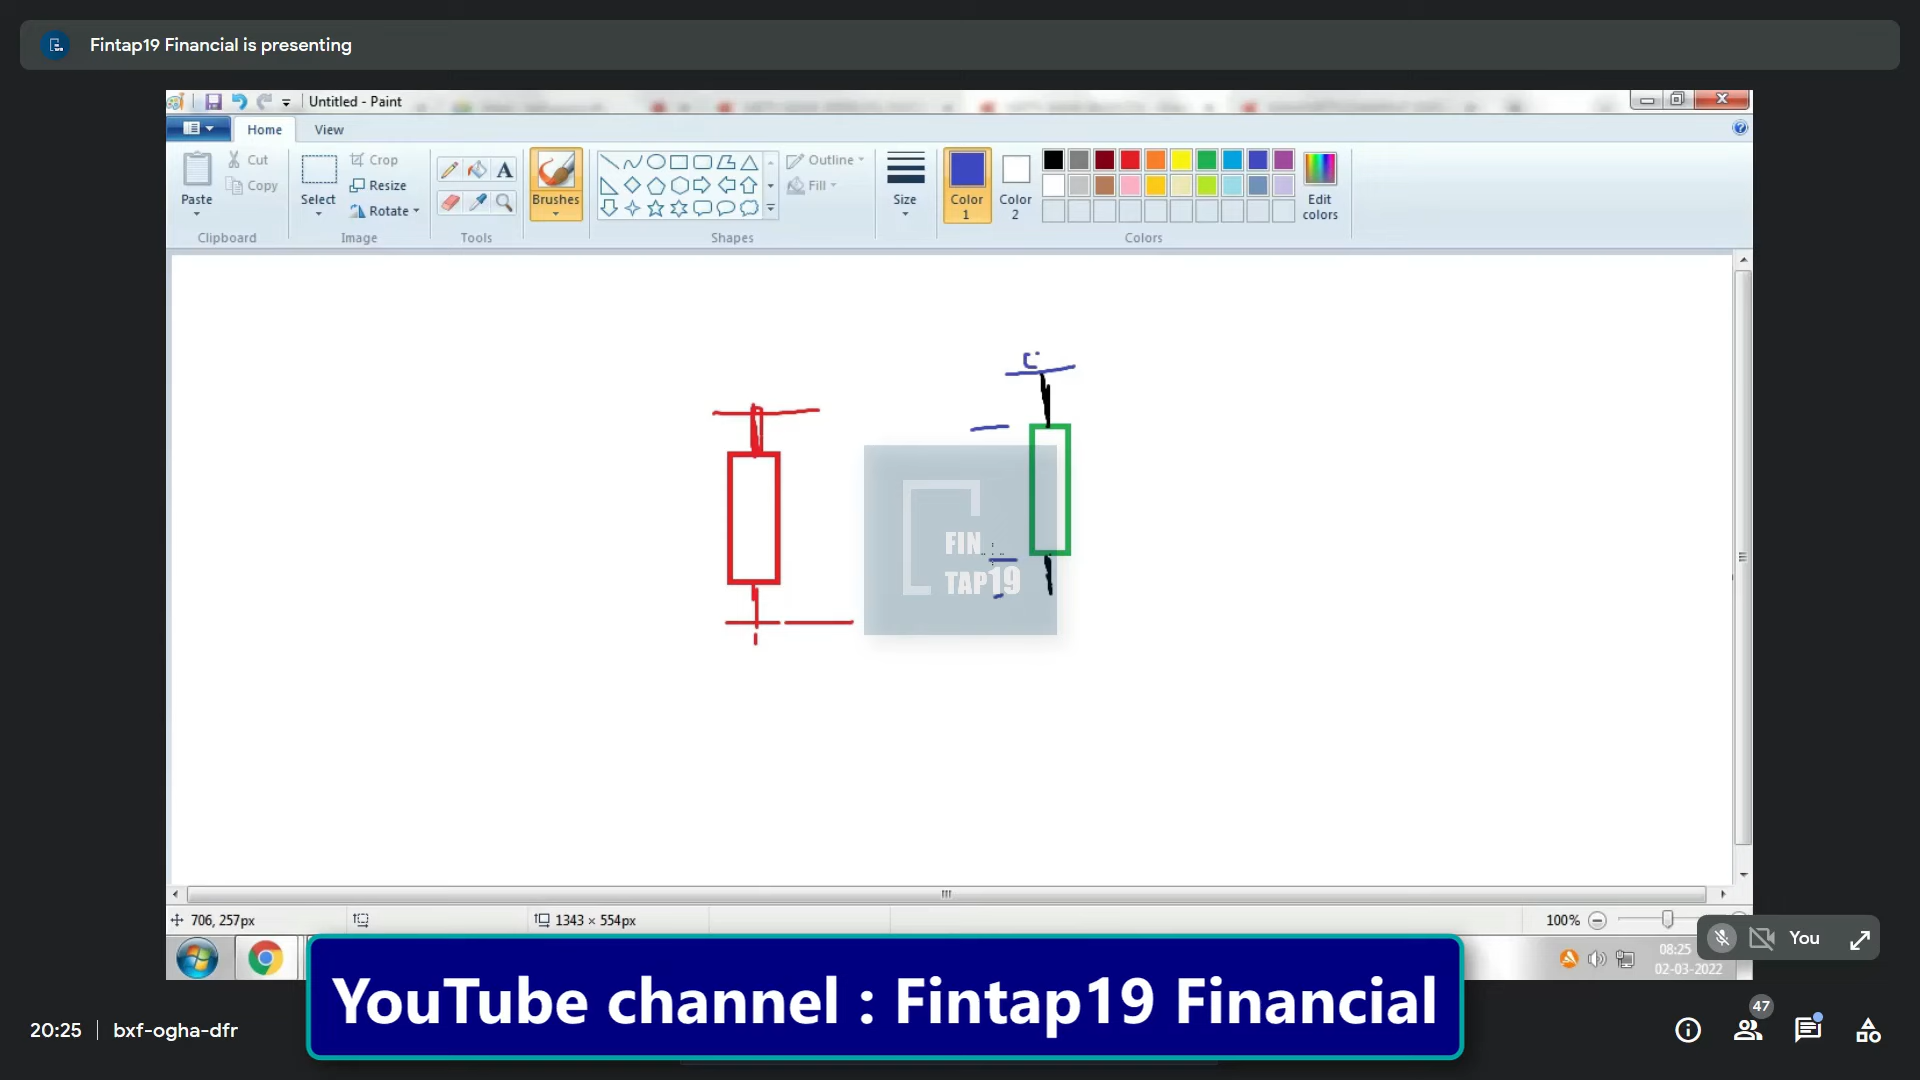 Fintap19 Financial is presenting
Untitled - Paint
Home View
Cut
Copy
Paste
Clipboard
Crop
Resize
Rotate
Select
Image
A
Tools
Brushes
Outline
Fill
Shapes
Size
Color
1
Color
2
Edit
colors
Colors
FIN
TAP19
706, 257px
1343 × 554px
100%
You
08:25
02-03-2022
YouTube channel : Fintap19 Financial
20:25 bxf-ogha-dfr
47